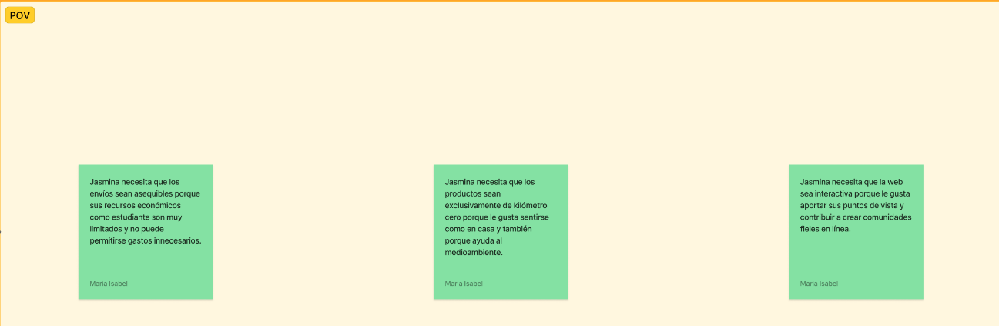 POV
Jasmina necesita que los
envíos sean asequibles porque
sus recursos económicos
como estudiante son muy
limitados y no puede
permitirse gastos innecesarios.
Maria Isabel
Jasmina necesita que los
productos sean
exclusivamente de kilómetro
cero porque le gusta sentirse
como en casa y también
porque ayuda al
medioambiente.
Maria Isabel
Jasmina necesita que la web
sea interactiva porque le gusta
aportar sus puntos de vista y
contribuir a crear comunidades
fieles en línea.
Maria Isabel